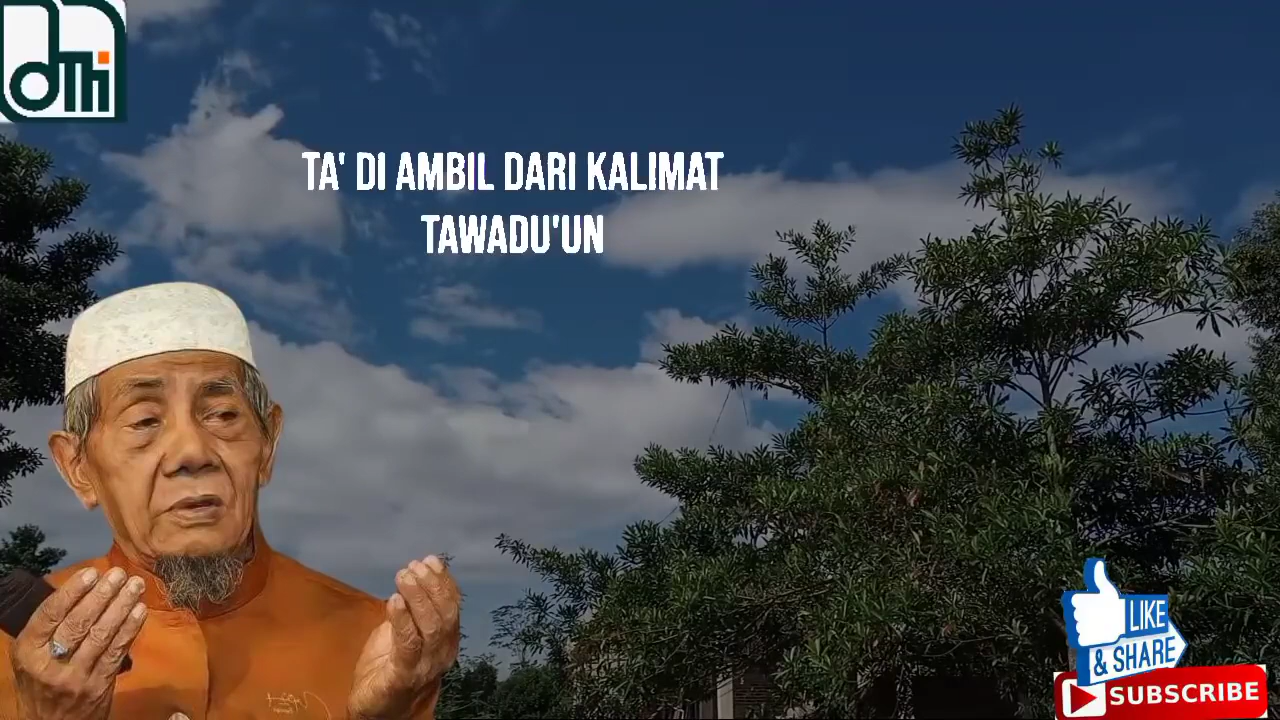 TA' DI AMBIL DARI KALIMAT
TAWADU'UN
LIKE
& SHARE
SUBSCRIBE